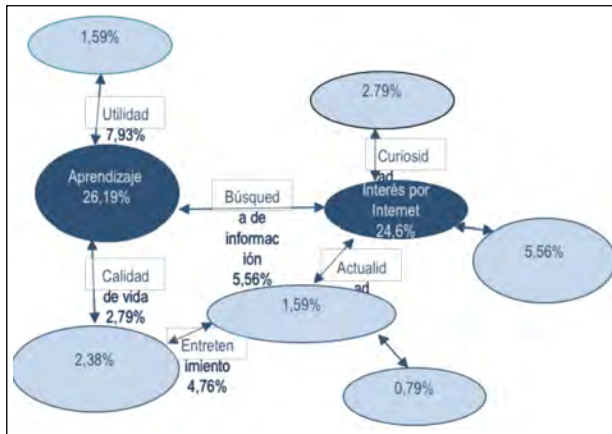 1,59%
Utilidad
7,93%
2.79%
Aprendizaje
26,19%
Curiosid
ad
Búsqued
a de
informac
ión
5,56%
Interés por
Internet
24,6%
5,56%
Calidad
de vida
2,79%
Actualid
ad
1,59%
2,38%
Entreten
imiento
4,76%
0,79%